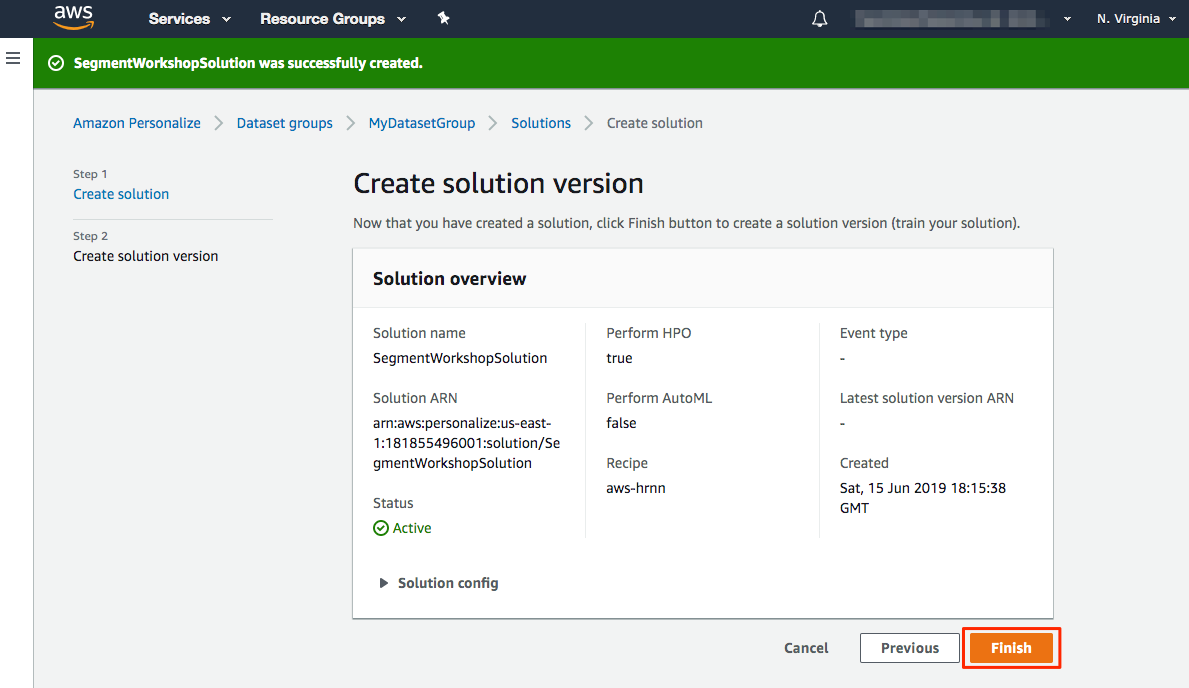 aws
Services
Resource Groups
N. Virginia
SegmentWorkshopSolution was successfully created.
Amazon Personalize
Dataset groups
MyDatasetGroup
Solutions
Create solution
Step 1
Create solution
Step 2
Create solution version
Create solution version
Now that you have created a solution, click Finish button to create a solution version (train your solution).
Solution overview
Solution name
SegmentWorkshopSolution
Solution ARN
arn:aws:personalize:us-east-
1:181855496001:solution/Se
gmentWorkshopSolution
Status
Active
Perform HPO
true
Perform AutoML
false
Recipe
aws-hrnn
Event type
-
Latest solution version ARN
-
Created
Sat, 15 Jun 2019 18:15:38
GMT
Solution config
Cancel
Previous
Finish